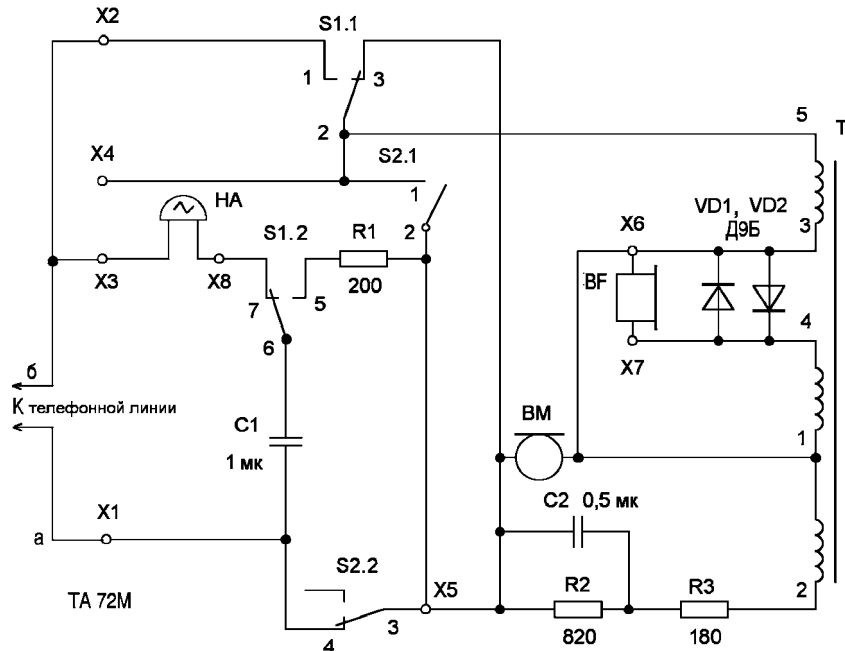 X2
S1.1
1
3
2
5
T
X4
S2.1
1
HA
VD1, VD2
Д9Б
S1.2
R1
2
X6
3
X3
X8
200
BF
7
5
4
6
X7
б
К телефонной линии
C1
BM
1 мк
1
C2 0,5 мк
X1
a
S2.2
X5
R2
R3
2
TA 72M
3
4
820
180